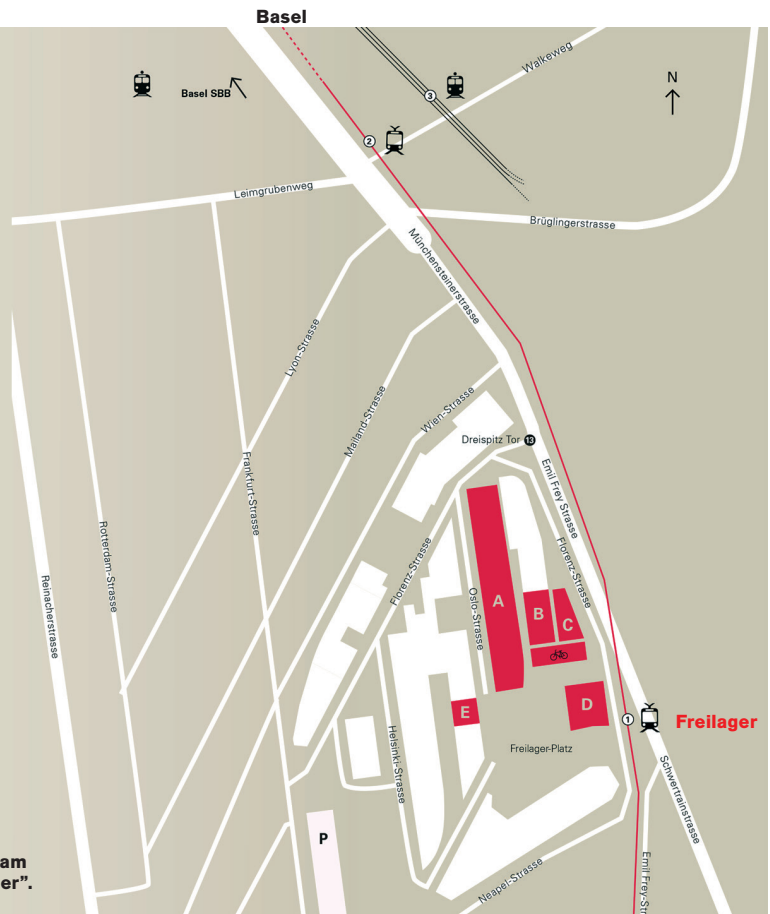 Basel
Walkeweg
N
Basel SBB
3
2
Leimgrubenweg
Brüglingerstrasse
Münchensteinerstrasse
Lyon-Strasse
Mailand-Strasse
Wien-Strasse
Dreispitz Tor 13
Emil Frey Strasse
Frankfurt-Strasse
Rotterdam-Strasse
Reinacherstrasse
Florenz-Strasse
Florenz-Strasse
Oslo-Strasse
A
B
C
D
E
1
Freilager
Freilager-Platz
Helsinki-Strasse
Schwertrainstrasse
P
Neapel-Strasse
Emil Frey-Str
am
er”.